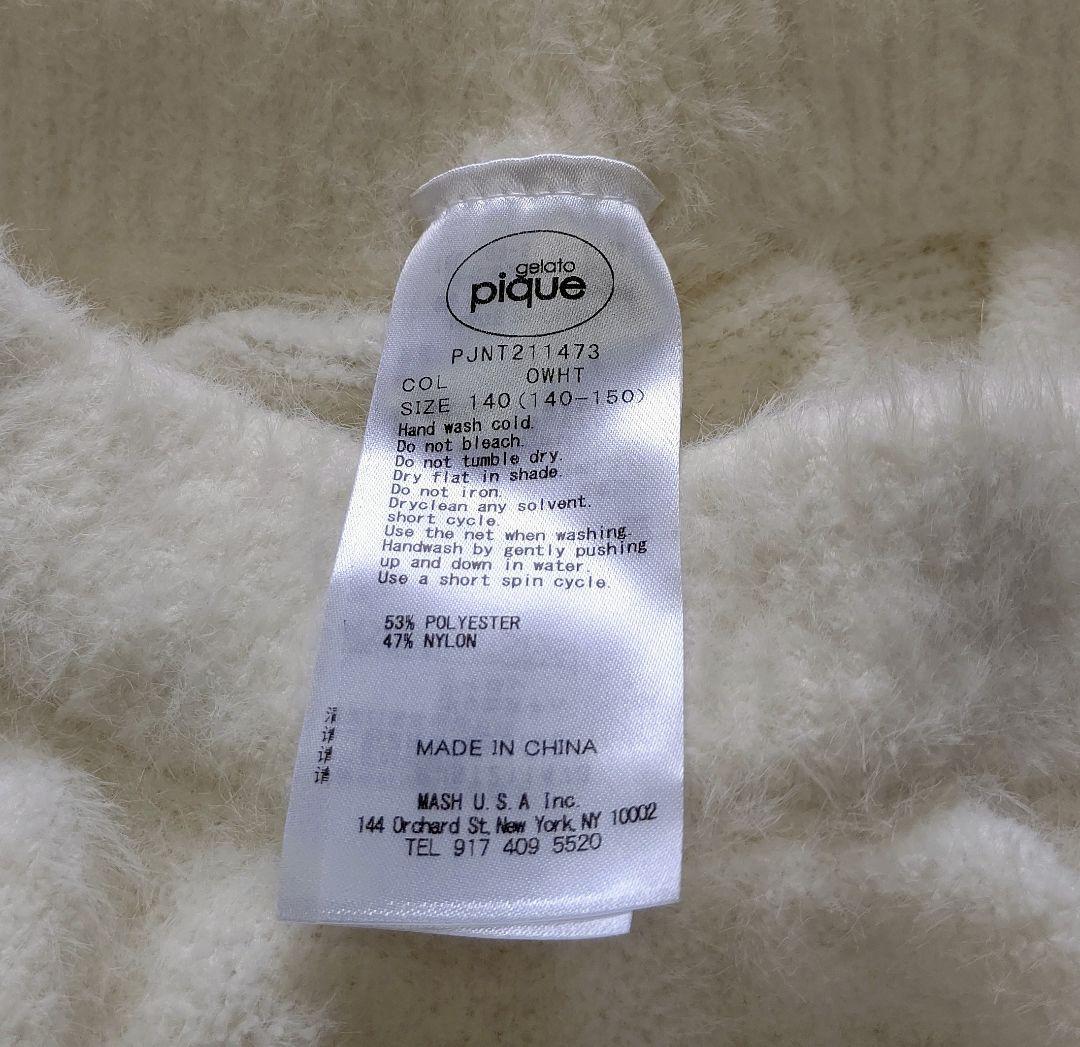 gelato
pique
PJNT211473
COL OWHT
SIZE 140(140-150)
Hand wash cold.
Do not bleach.
Do not tumble dry.
Dry flat in shade.
Do not iron.
Dryclean any solvent.
short cycle.
Use the net when washing.
Handwash by gently pushing
up and down in water.
Use a short spin cycle.
53% POLYESTER
47% NYLON
MADE IN CHINA
MASH U.S.A Inc.
144 Orchard St, New York, NY 10002
TEL 917 409 5520